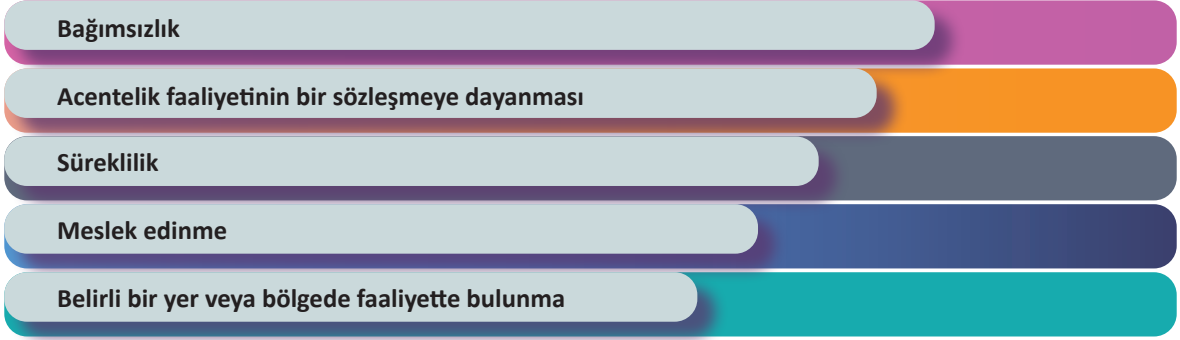 Bağımsızlık
Acentelik faaliyetinin bir sözleşmeye dayanması
Süreklilik
Meslek edinme
Belirli bir yer veya bölgede faaliyette bulunma